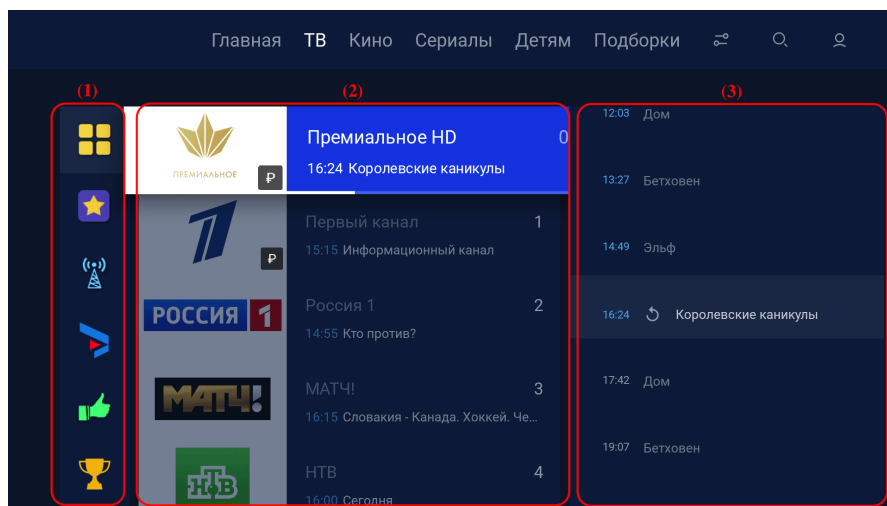 Главная ТВ Кино Сериалы Детям Подборки
(1) (2) (3)
ПРЕМИАЛЬНОЕ
₽
Премиальное HD 0
16:24 Королевские каникулы
1
₽
Первый канал 1
15:15 Информационный канал
РОССИЯ 1
Россия 1 2
14:55 Кто против?
МАТЧ!
МАТЧ! 3
16:15 Словакия - Канада. Хоккей. Че...
НТВ
НТВ 4
16:00 Сегодня
12:03 Дом
13:27 Бетховен
14:49 Эльф
16:24 Королевские каникулы
17:42 Дом
19:07 Бетховен